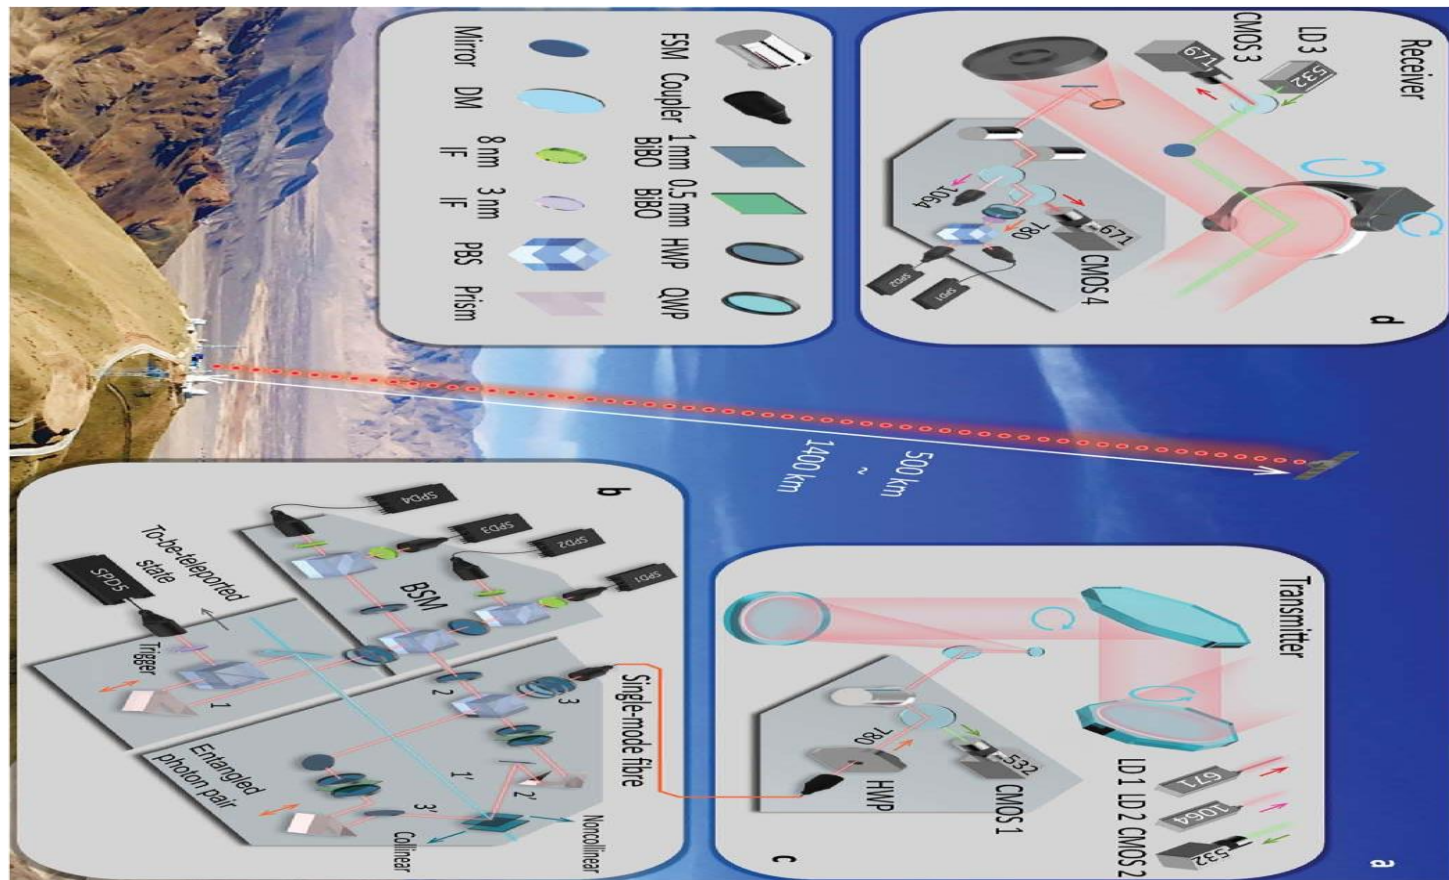 a
Transmitter
LD 1 LD 2 CMOS 2
671
1064
532
CMOS 1
532
780
HWP
c
Single-mode fibre
b
SPD4
SPD3
SPD2
SPD1
BSM
To-be-teleported
state
SPD5
Trigger
1
2
3
1'
2'
3'
Entangled
photon pair
Noncollinear
Collinear
500 km
~
1400 km
Receiver
d
LD 3
532
CMOS 3
671
671
CMOS 4
780
1064
SPD2
SPD1
FSM
Coupler
1 mm
BiBO
0.5 mm
BiBO
HWP
QWP
Mirror
DM
8 nm
IF
3 nm
IF
PBS
Prism